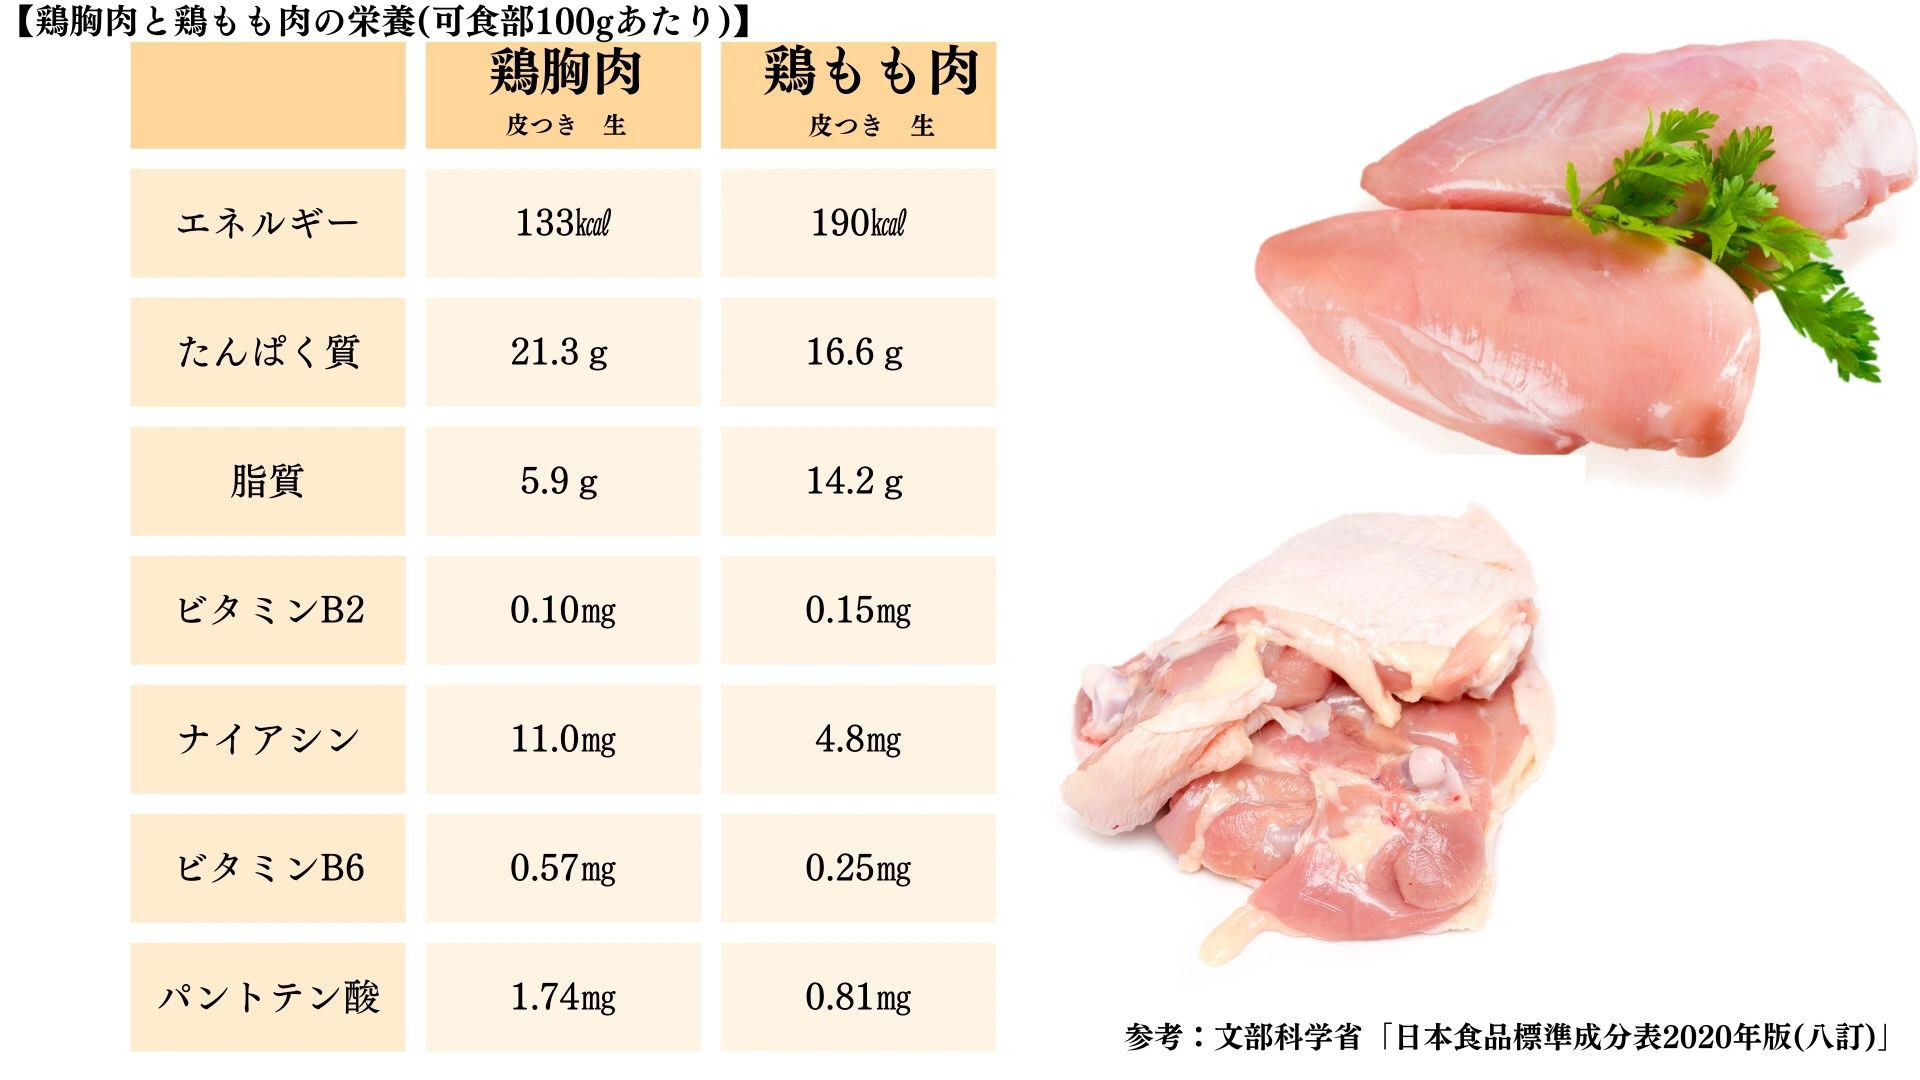 【鶏胸肉と鶏もも肉の栄養(可食部100gあたり)】
鶏胸肉 鶏もも肉
皮つき　生 皮つき　生
エネルギー 133㎉ 190㎉
たんぱく質 21.3 g 16.6 g
脂質 5.9 g 14.2 g
ビタミンB2 0.10㎎ 0.15㎎
ナイアシン 11.0㎎ 4.8㎎
ビタミンB6 0.57㎎ 0.25㎎
パントテン酸 1.74㎎ 0.81㎎
参考：文部科学省「日本食品標準成分表2020年版(八訂)」